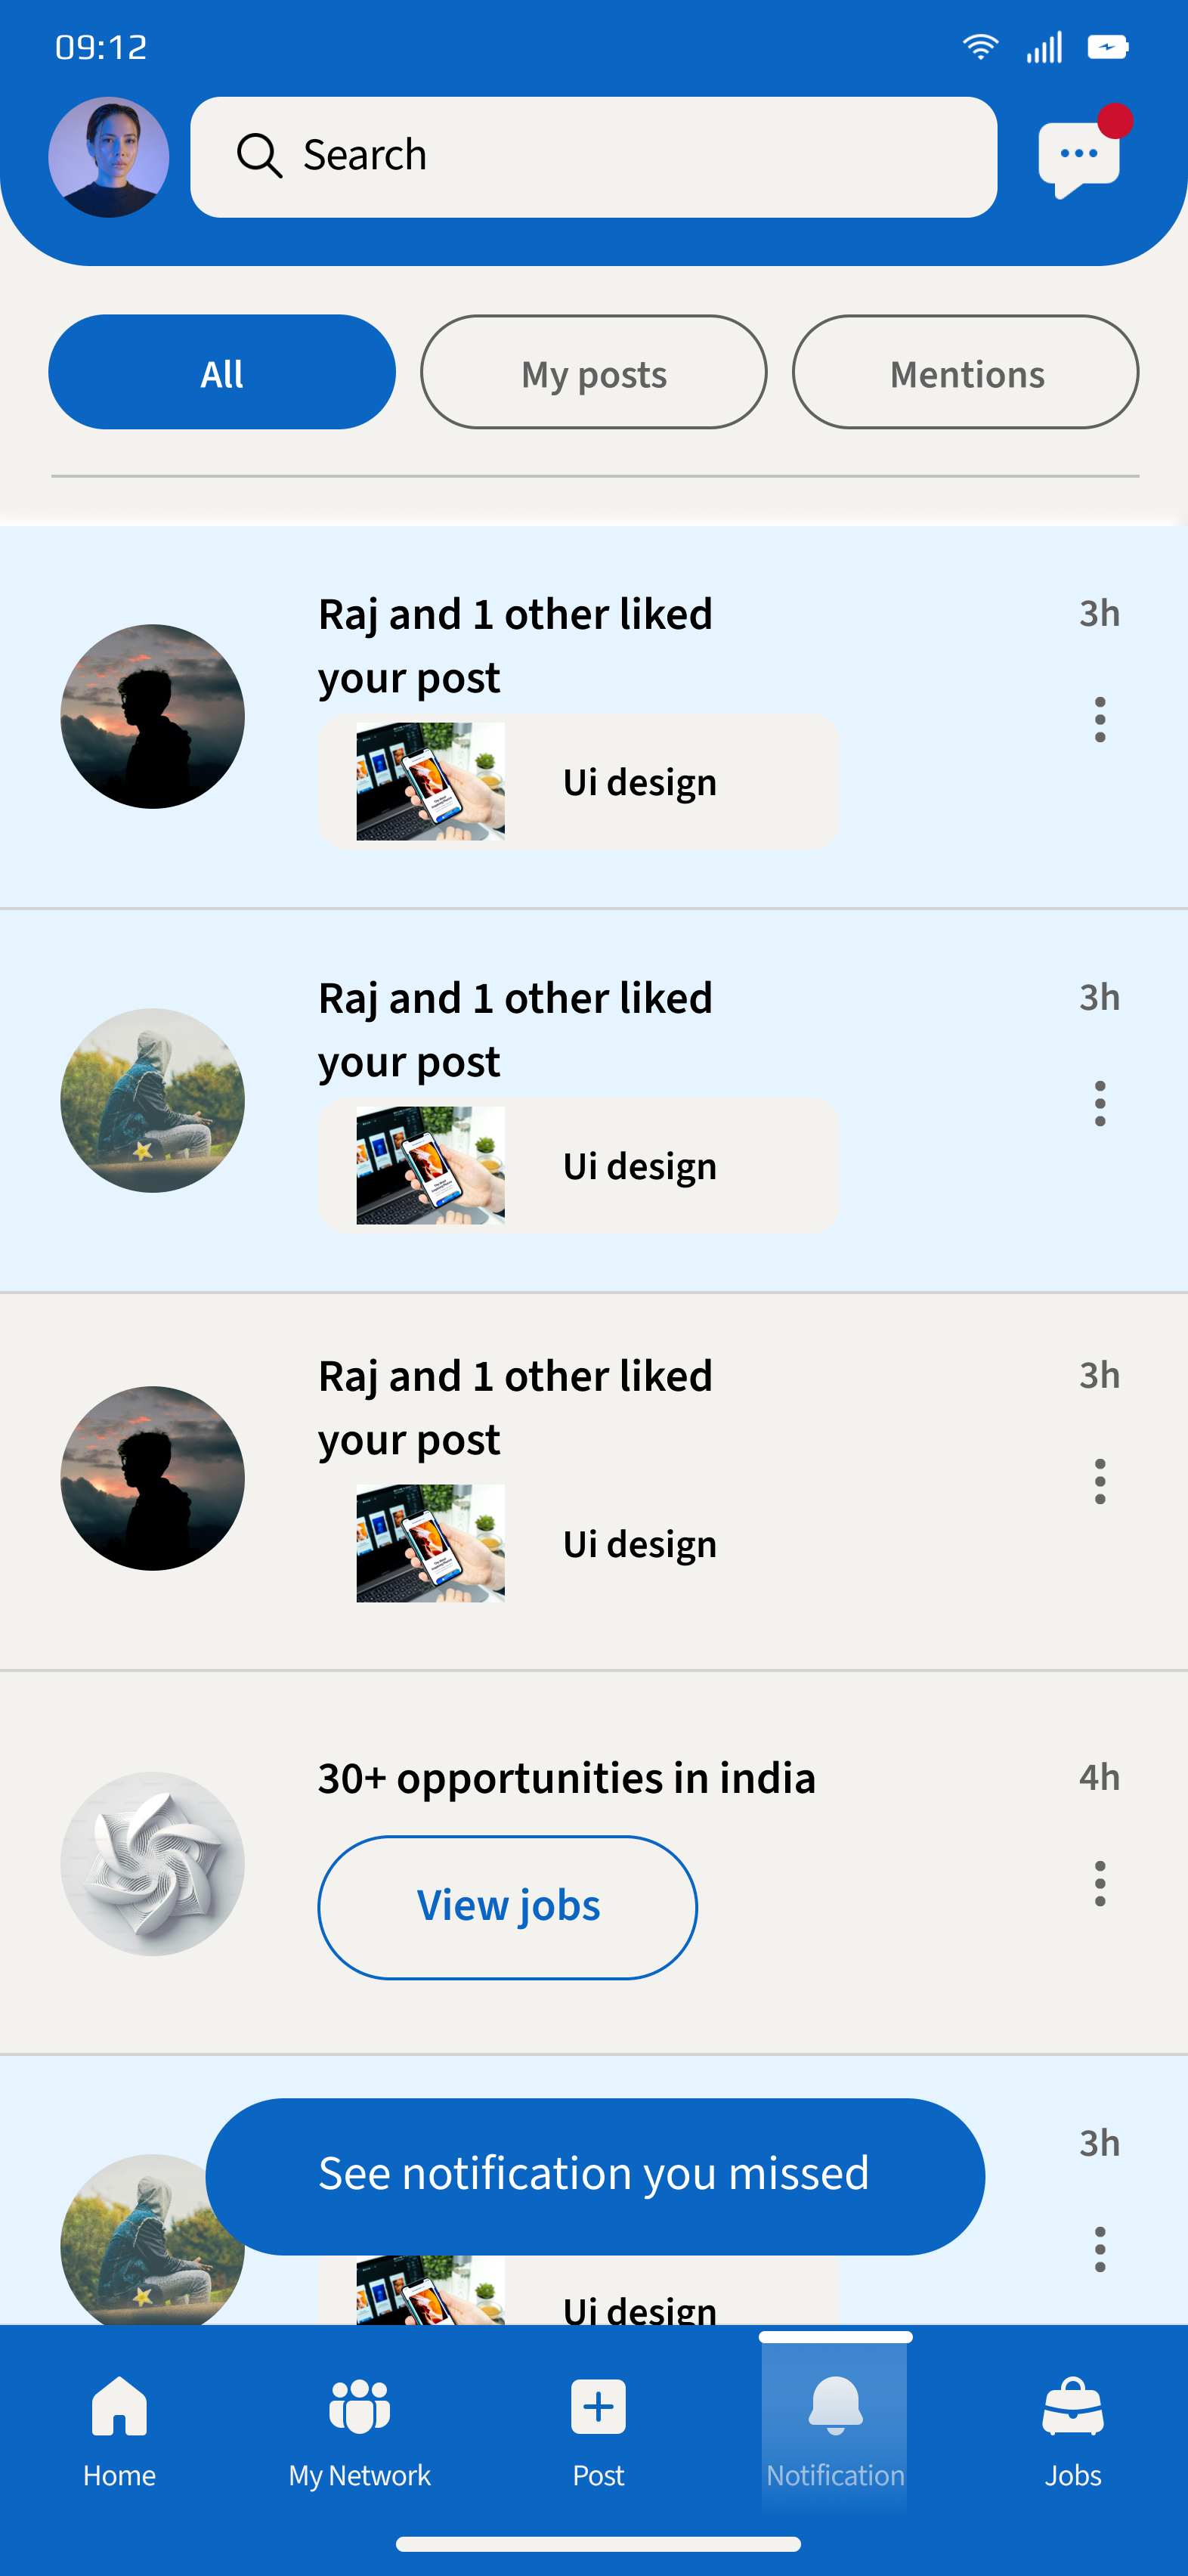 09:12
Search
All
My posts
Mentions
Raj and 1 other liked
your post
3h
Ui design
Raj and 1 other liked
your post
3h
Ui design
Raj and 1 other liked
your post
3h
Ui design
30+ opportunities in india
4h
View jobs
3h
See notification you missed
Ui design
Home
My Network
Post
Notification
Jobs